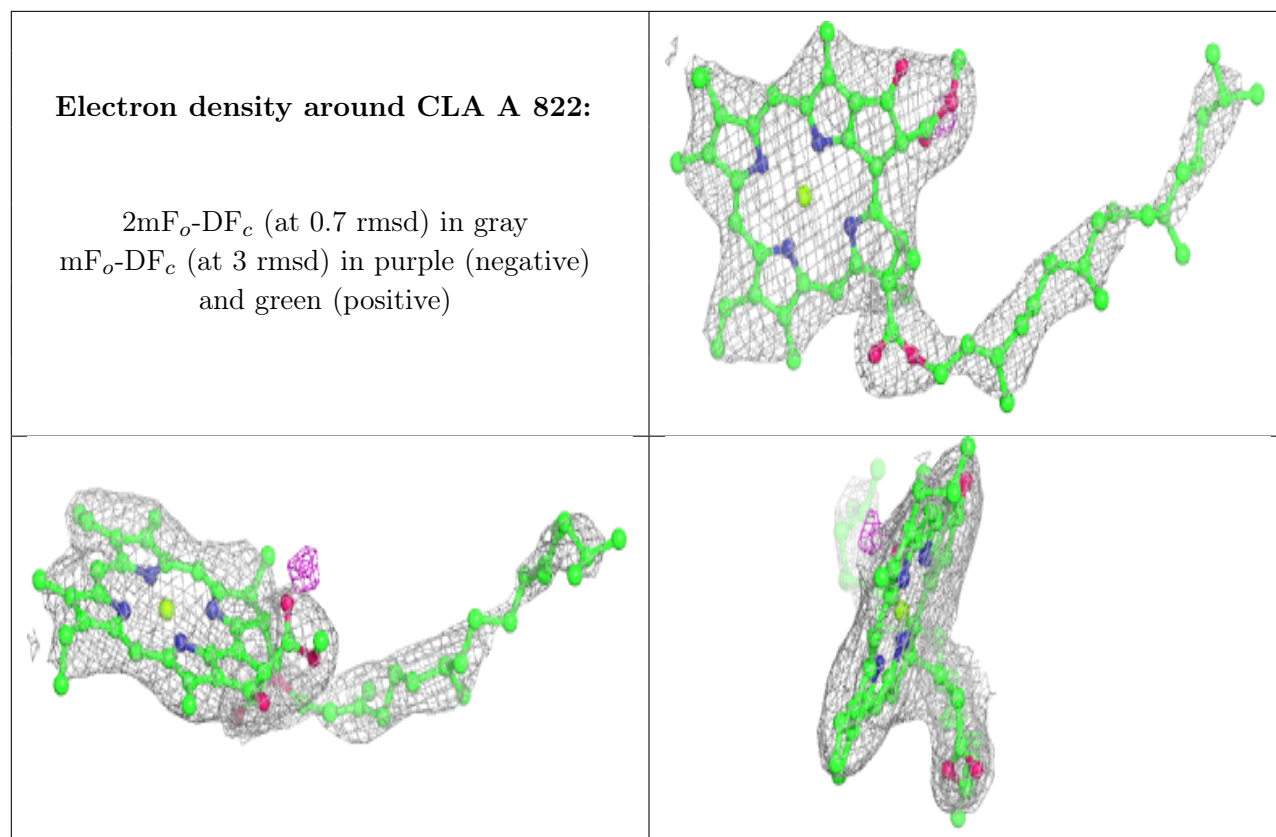 Electron density around CLA A 822:
2mFo-DFc (at 0.7 rmsd) in gray
mFo-DFc (at 3 rmsd) in purple (negative)
and green (positive)